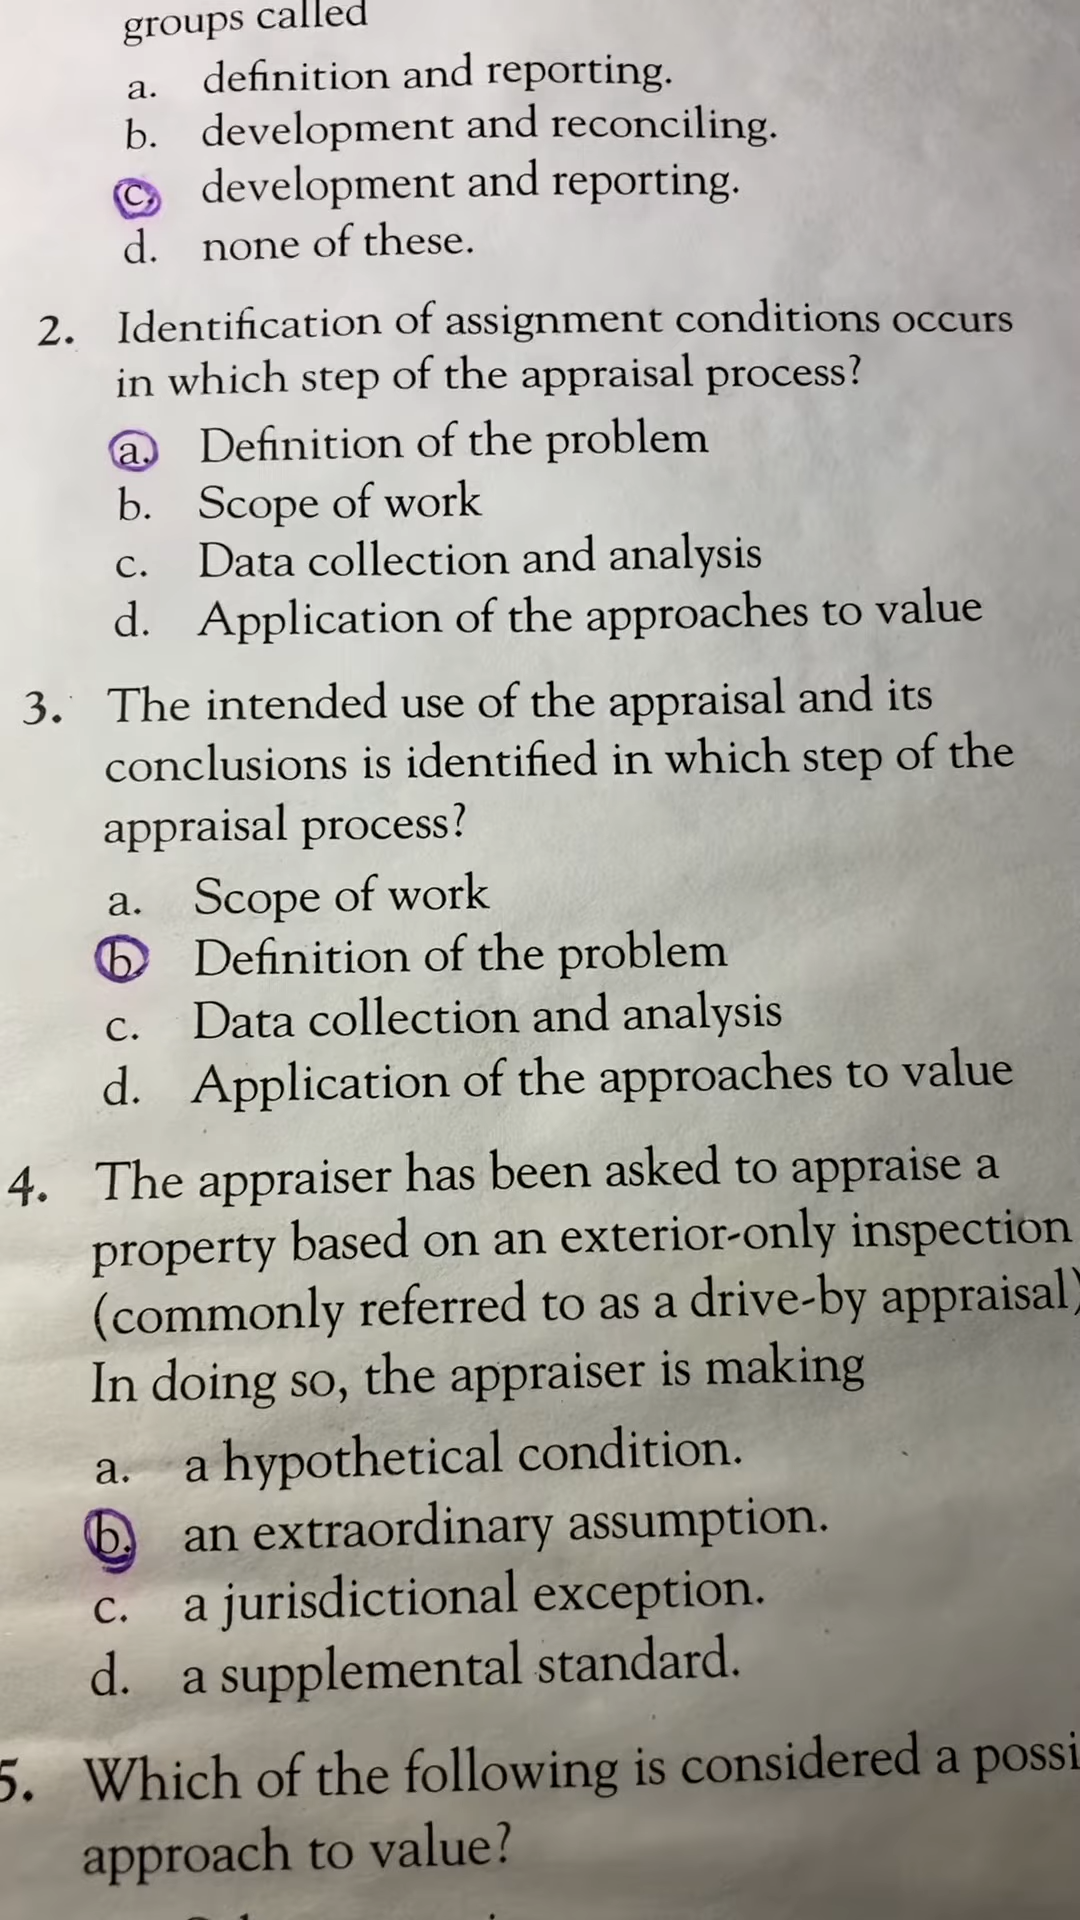 groups called
a. definition and reporting.
b. development and reconciling.
c. development and reporting.
d. none of these.
2. Identification of assignment conditions occurs
in which step of the appraisal process?
a. Definition of the problem
b. Scope of work
c. Data collection and analysis
d. Application of the approaches to value
3. The intended use of the appraisal and its
conclusions is identified in which step of the
appraisal process?
a. Scope of work
b. Definition of the problem
c. Data collection and analysis
d. Application of the approaches to value
4. The appraiser has been asked to appraise a
property based on an exterior-only inspection
(commonly referred to as a drive-by appraisal)
In doing so, the appraiser is making
a. a hypothetical condition.
b. an extraordinary assumption.
c. a jurisdictional exception.
d. a supplemental standard.
5. Which of the following is considered a possi
approach to value?